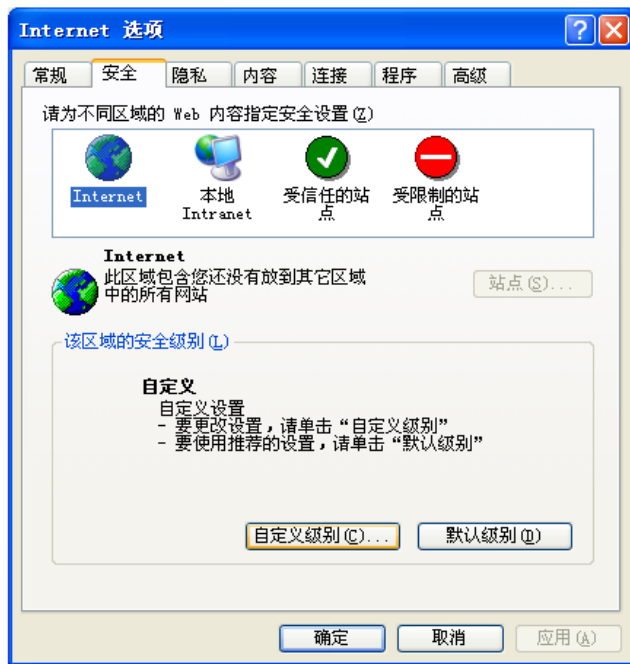 Internet 选项
常规 安全 隐私 内容 连接 程序 高级
请为不同区域的 Web 内容指定安全设置(Z)
Internet
本地
Intranet
受信任的站
点
受限制的站
点
Internet
此区域包含您还没有放到其它区域
中的所有网站
站点(S)...
该区域的安全级别(L)
自定义
自定义设置
- 要更改设置，请单击“自定义级别”
- 要使用推荐的设置，请单击“默认级别”
自定义级别(C)... 默认级别(D)
确定 取消 应用(A)